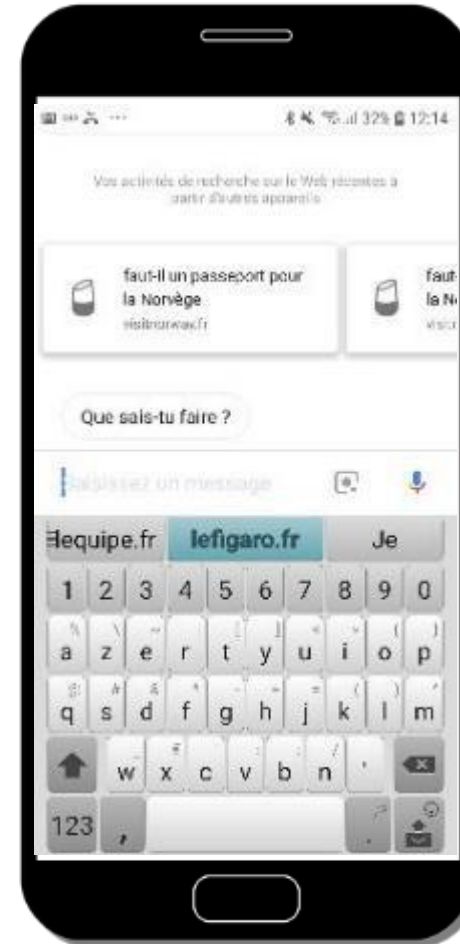 32% 12:14
Vos activités de recherche sur le Web récentes à
partir d'autres appareils
faut-il un passeport pour
la Norvège
visitnorway.fr
faut-
la No
Que sais-tu faire ?
Saisissez un message
lequipe.fr lefigaro.fr Je
1 2 3 4 5 6 7 8 9 0
a z e r t y u i o p
q s d f g h j k l m
w x c v b n '
123 , .